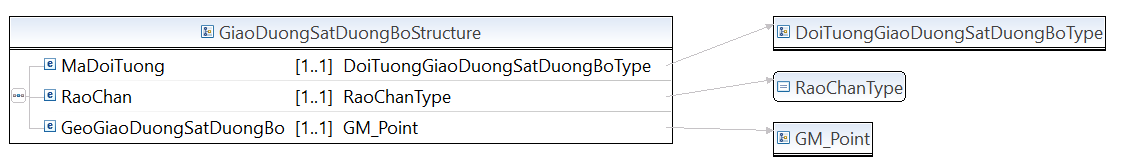 GiaoDuongSatDuongBoStructure
MaDoiTuong [1..1] DoiTuongGiaoDuongSatDuongBoType
RaoChan [1..1] RaoChanType
GeoGiaoDuongSatDuongBo [1..1] GM_Point
DoiTuongGiaoDuongSatDuongBoType
RaoChanType
GM_Point